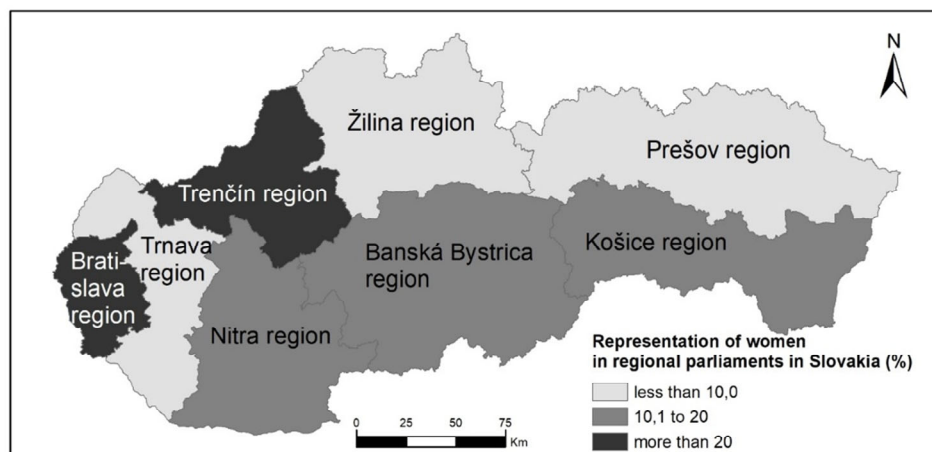 N
Žilina region
Prešov region
Trenčín region
Trnava
region
Košice region
Banská Bystrica
region
Brati-
slava
region
Nitra region
Representation of women
in regional parliaments in Slovakia (%)
less than 10,0
10,1 to 20
more than 20
0 25 50 75
Km